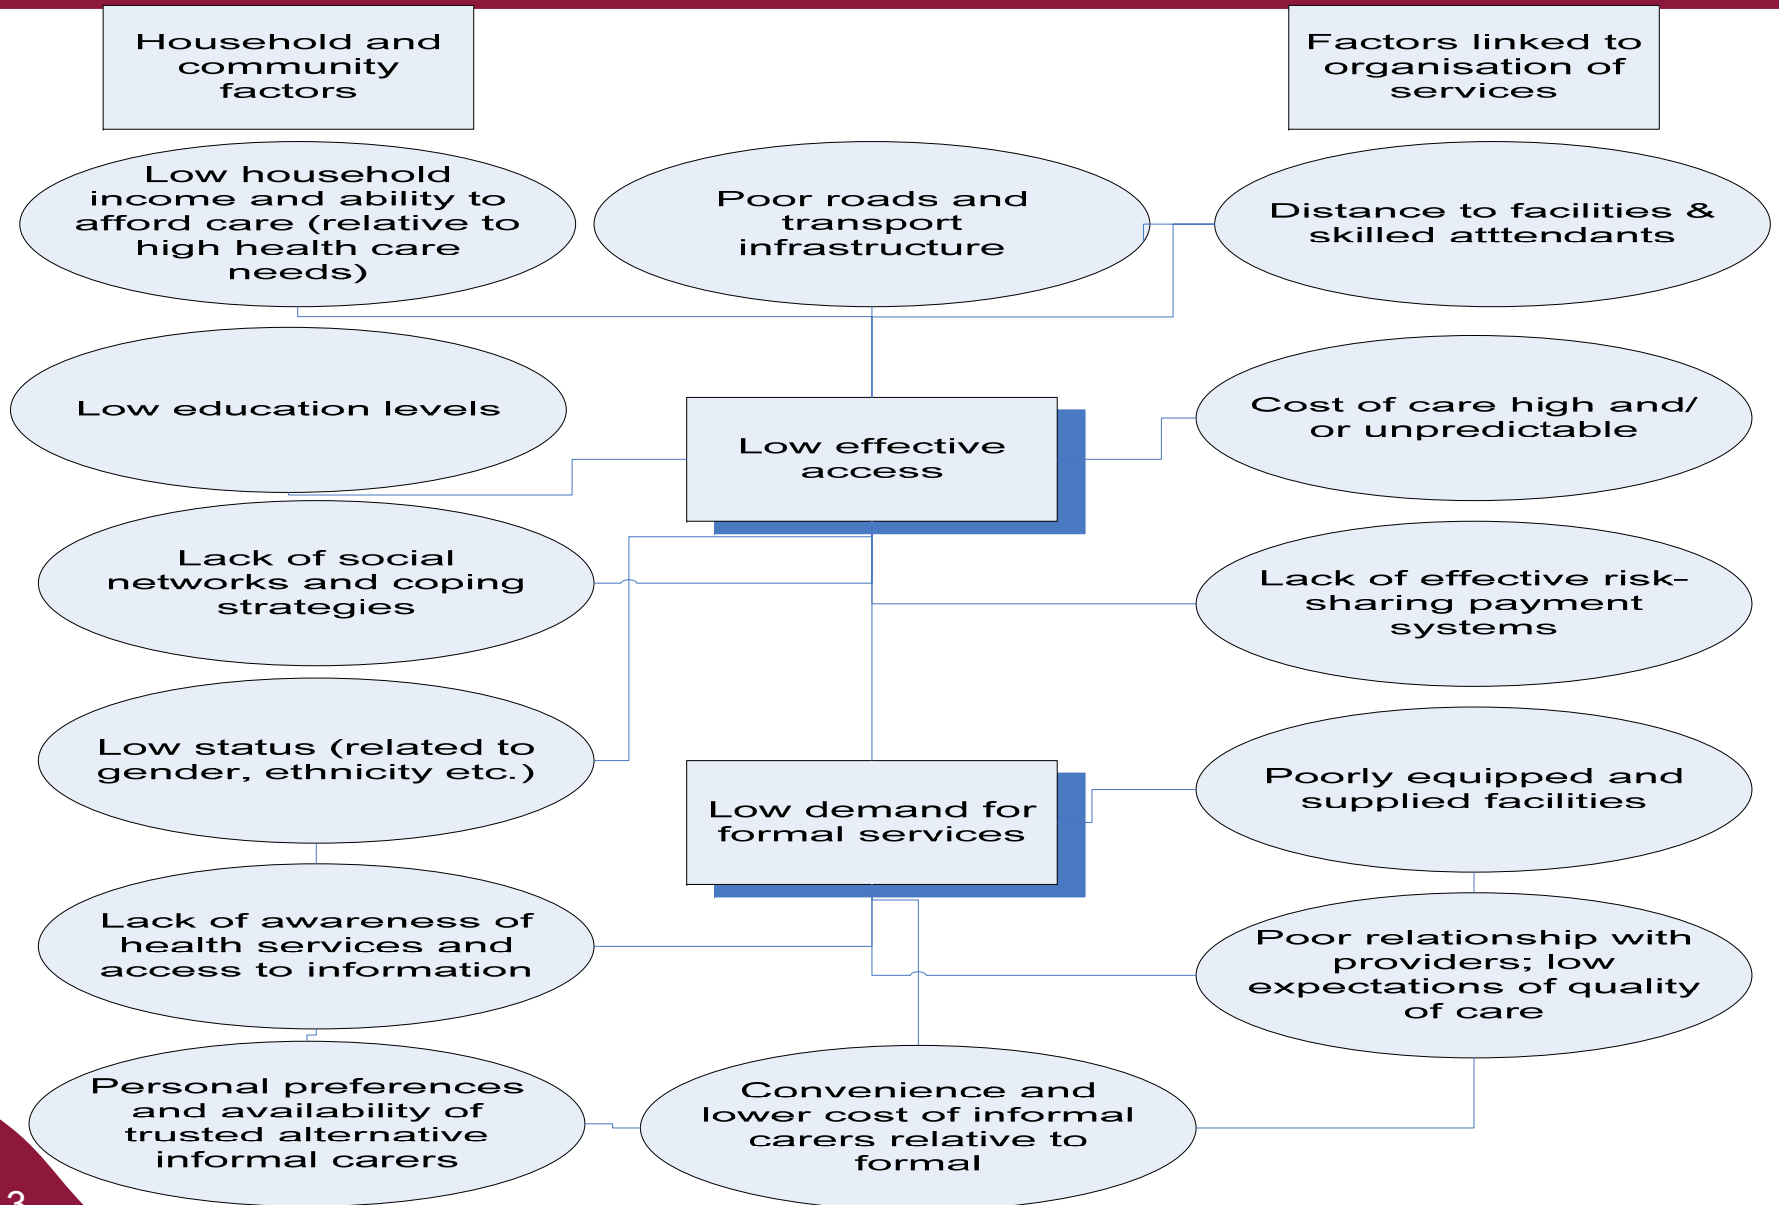 Household and
community
factors
Factors linked to
organisation of
services
Low household
income and ability to
afford care (relative to
high health care
needs)
Poor roads and
transport
infrastructure
Distance to facilities &
skilled atttendants
Low education levels
Low effective
access
Cost of care high and/
or unpredictable
Lack of social
networks and coping
strategies
Lack of effective risk-
sharing payment
systems
Low status (related to
gender, ethnicity etc.)
Low demand for
formal services
Poorly equipped and
supplied facilities
Lack of awareness of
health services and
access to information
Poor relationship with
providers; low
expectations of quality
of care
Personal preferences
and availability of
trusted alternative
informal carers
Convenience and
lower cost of informal
carers relative to
formal
3